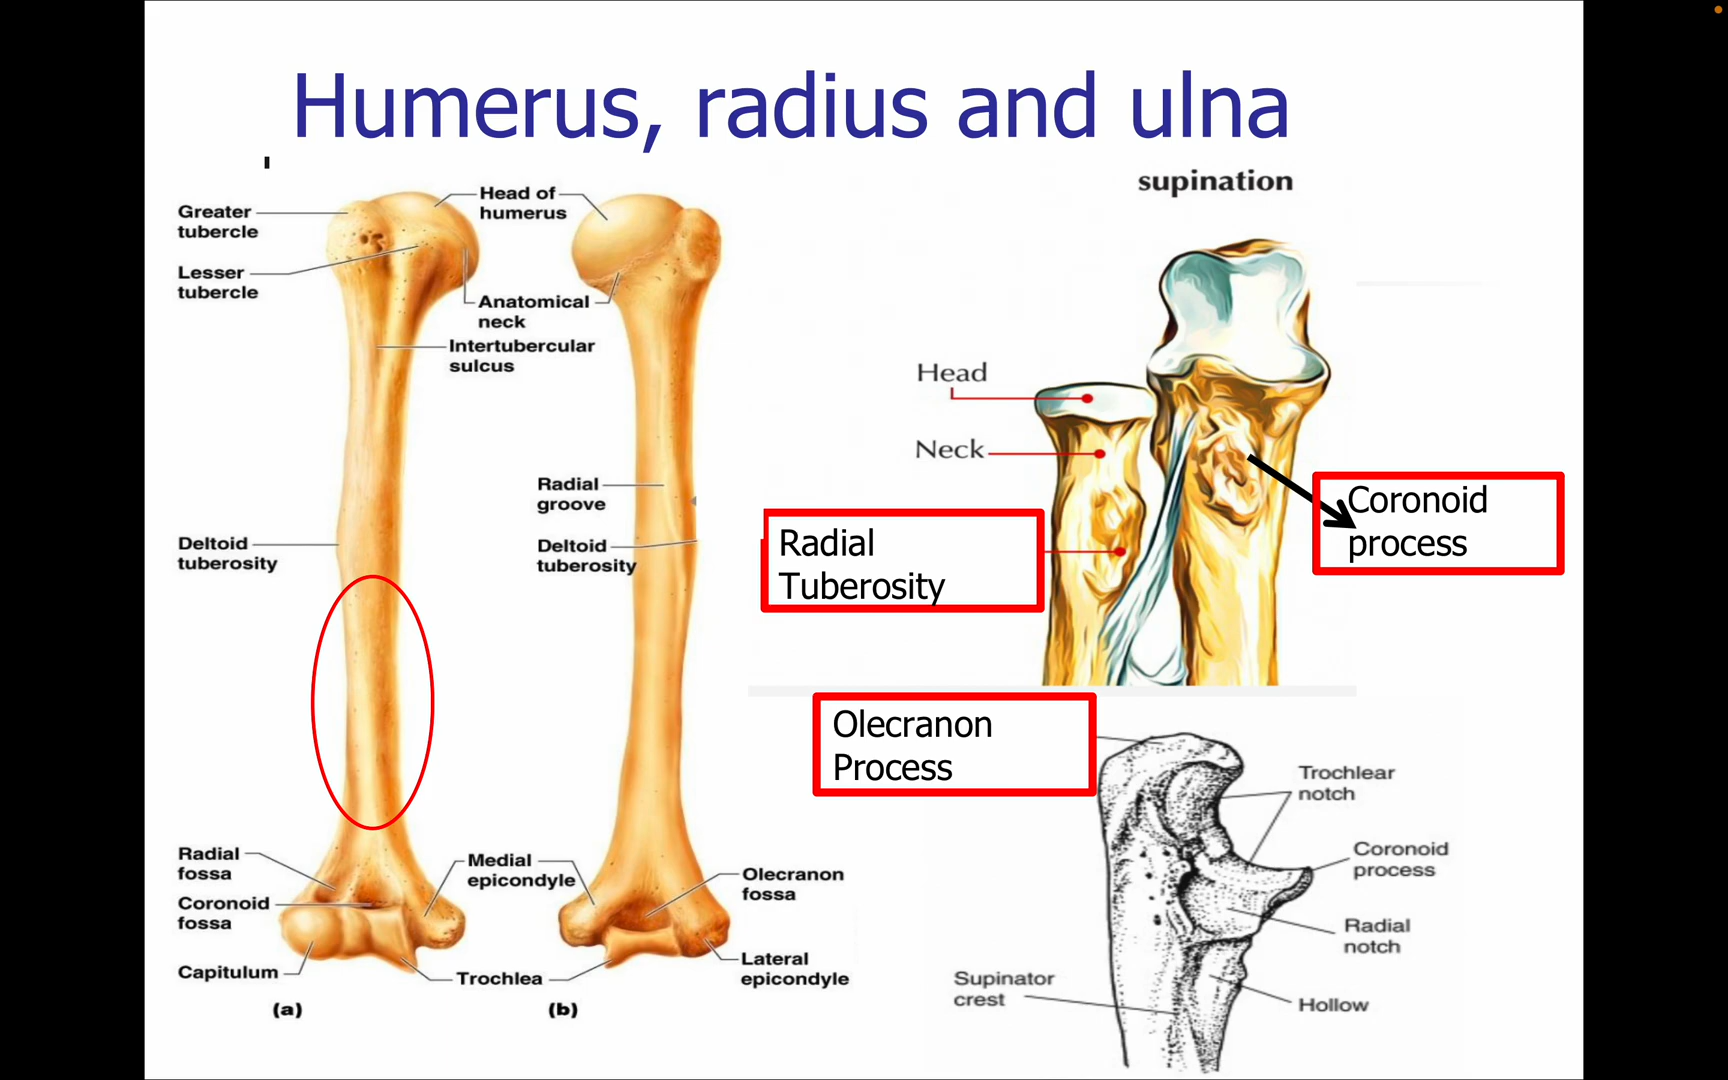 Humerus, radius and ulna
Greater
tubercle
Lesser
tubercle
Head of
humerus
Anatomical
neck
Intertubercular
sulcus
Radial
groove
Deltoid
tuberosity
Deltoid
tuberosity
Radial
fossa
Coronoid
fossa
Capitulum
Medial
epicondyle
Trochlea
Olecranon
fossa
Lateral
epicondyle
(a)
(b)
supination
Head
Neck
Radial
Tuberosity
Coronoid
process
Olecranon
Process
Trochlear
notch
Coronoid
process
Radial
notch
Supinator
crest
Hollow